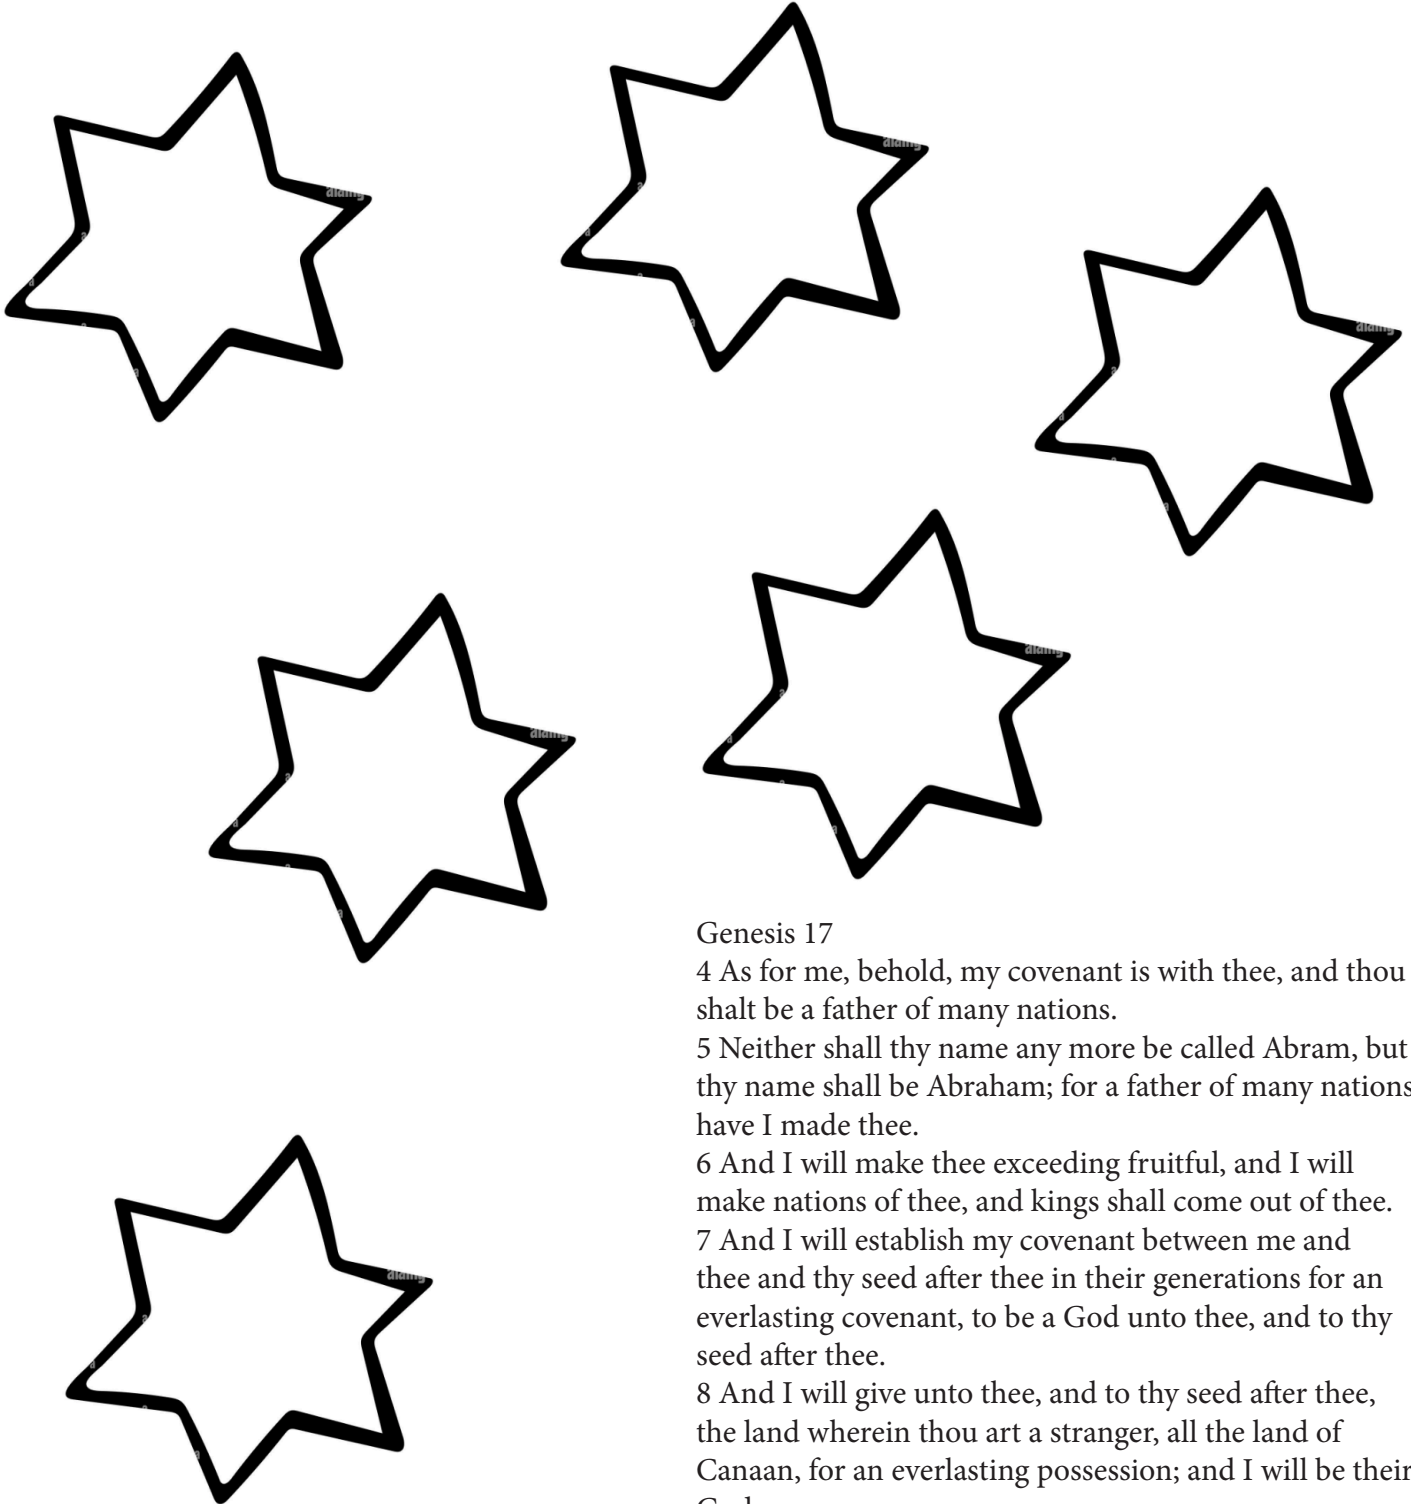 alamy
alamy
alamy
alamy
alamy
Genesis 17
4 As for me, behold, my covenant is with thee, and thou
shalt be a father of many nations.
5 Neither shall thy name any more be called Abram, but
thy name shall be Abraham; for a father of many nations
have I made thee.
6 And I will make thee exceeding fruitful, and I will
make nations of thee, and kings shall come out of thee.
7 And I will establish my covenant between me and
thee and thy seed after thee in their generations for an
everlasting covenant, to be a God unto thee, and to thy
seed after thee.
alamy
8 And I will give unto thee, and to thy seed after thee,
the land wherein thou art a stranger, all the land of
Canaan, for an everlasting possession; and I will be their